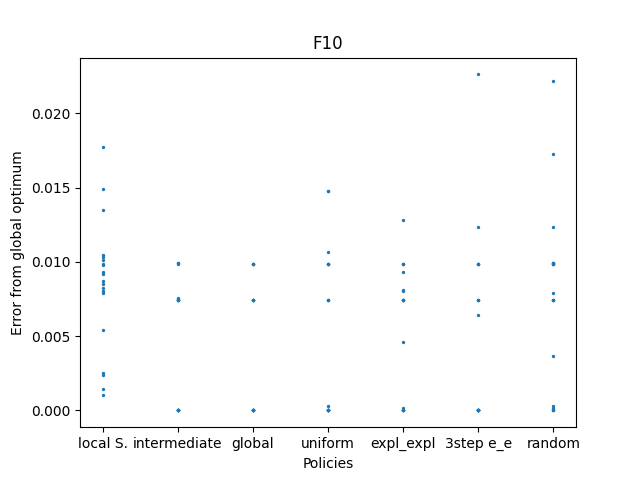 F10
Error from global optimum
0.020
0.015
0.010
0.005
0.000
local S. intermediate global uniform expl_expl 3step e_e random
Policies